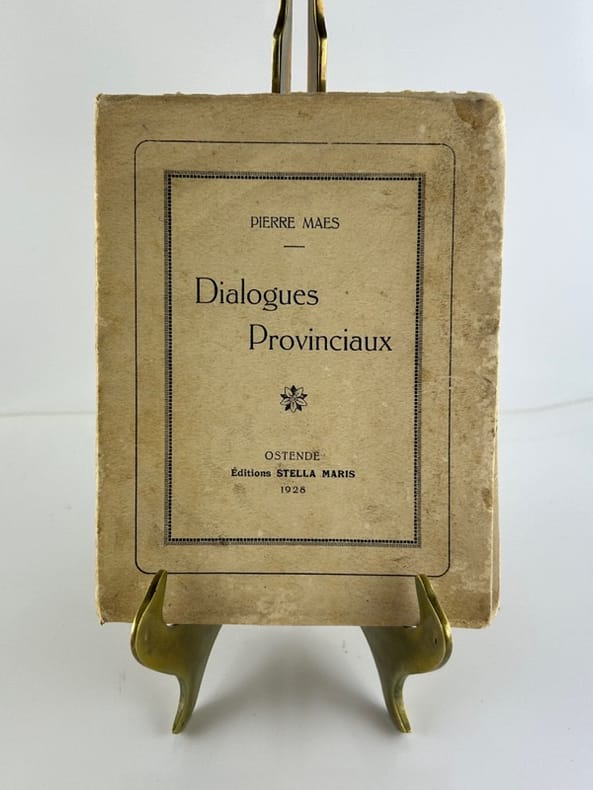 PIERRE MAES
Dialogues
Provinciaux
OSTENDE
Éditions STELLA MARIS
1928